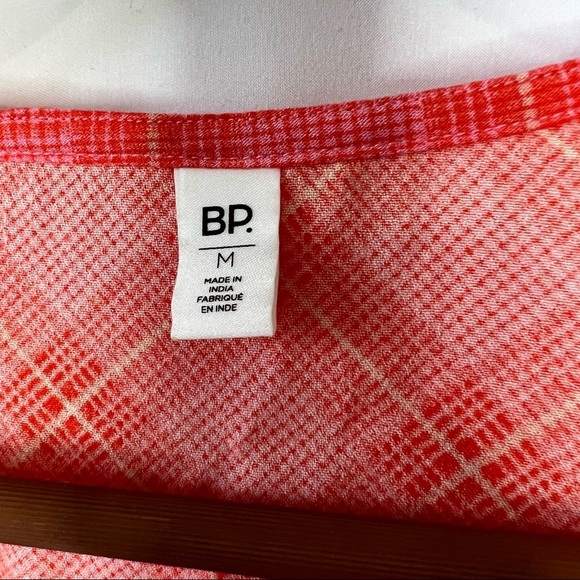 BP.
M
MADE IN
INDIA
FABRIQUÉ
EN INDE